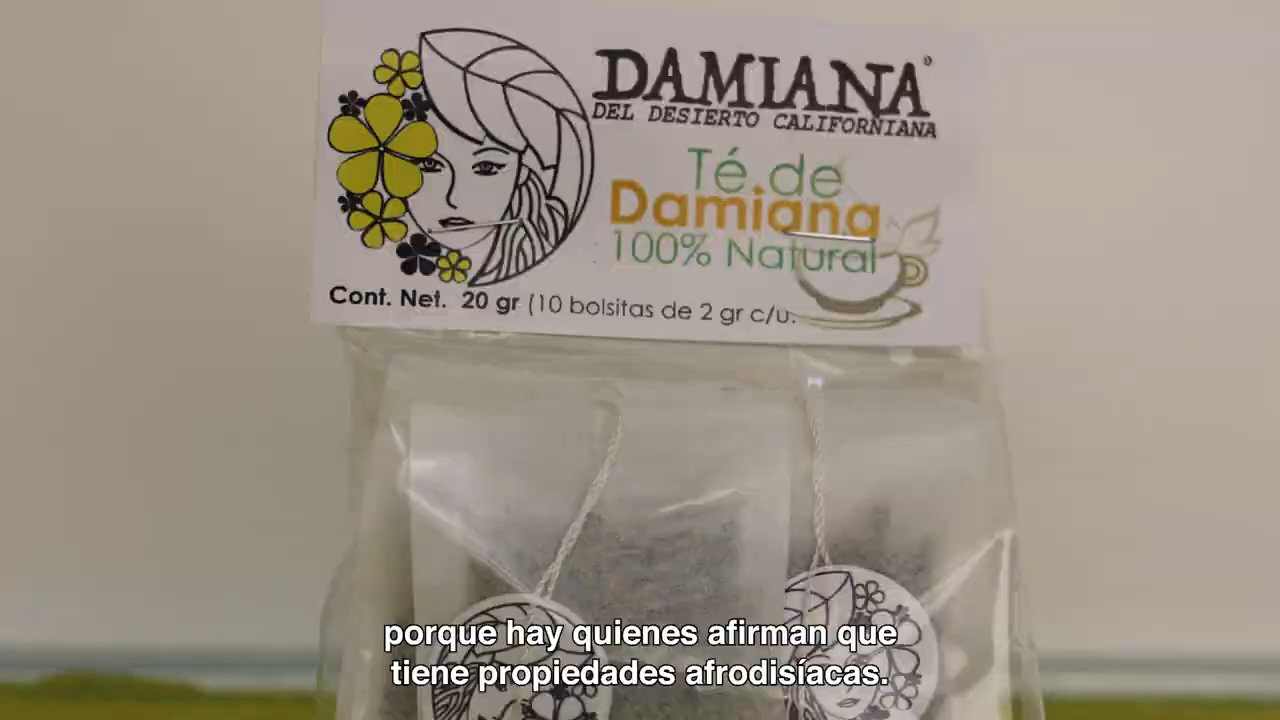 DAMIANA®
DEL DESIERTO CALIFORNIANA
Té de
Damiana
100% Natural
Cont. Net. 20 gr (10 bolsitas de 2 gr c/u.
porque hay quienes afirman que
tiene propiedades afrodisíacas.